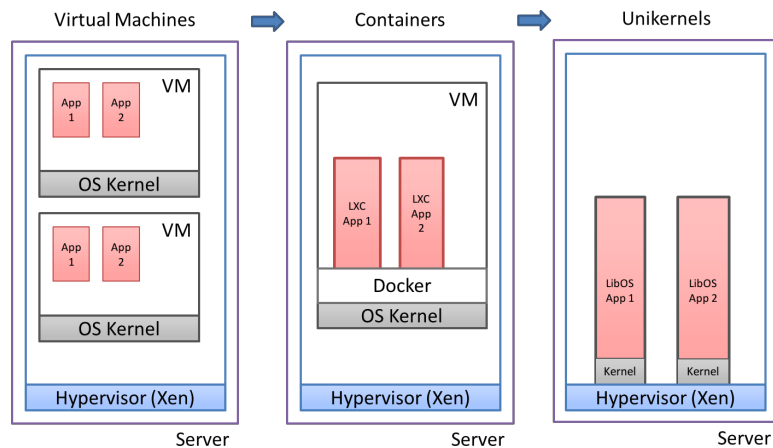 Virtual Machines
Containers
Unikernels
VM
App
1
App
2
OS Kernel
VM
App
1
App
2
OS Kernel
Hypervisor (Xen)
Server
VM
LXC
App 1
LXC
App
2
Docker
OS Kernel
Hypervisor (Xen)
Server
LibOS
App 1
LibOS
App 2
Kernel
Kernel
Hypervisor (Xen)
Server